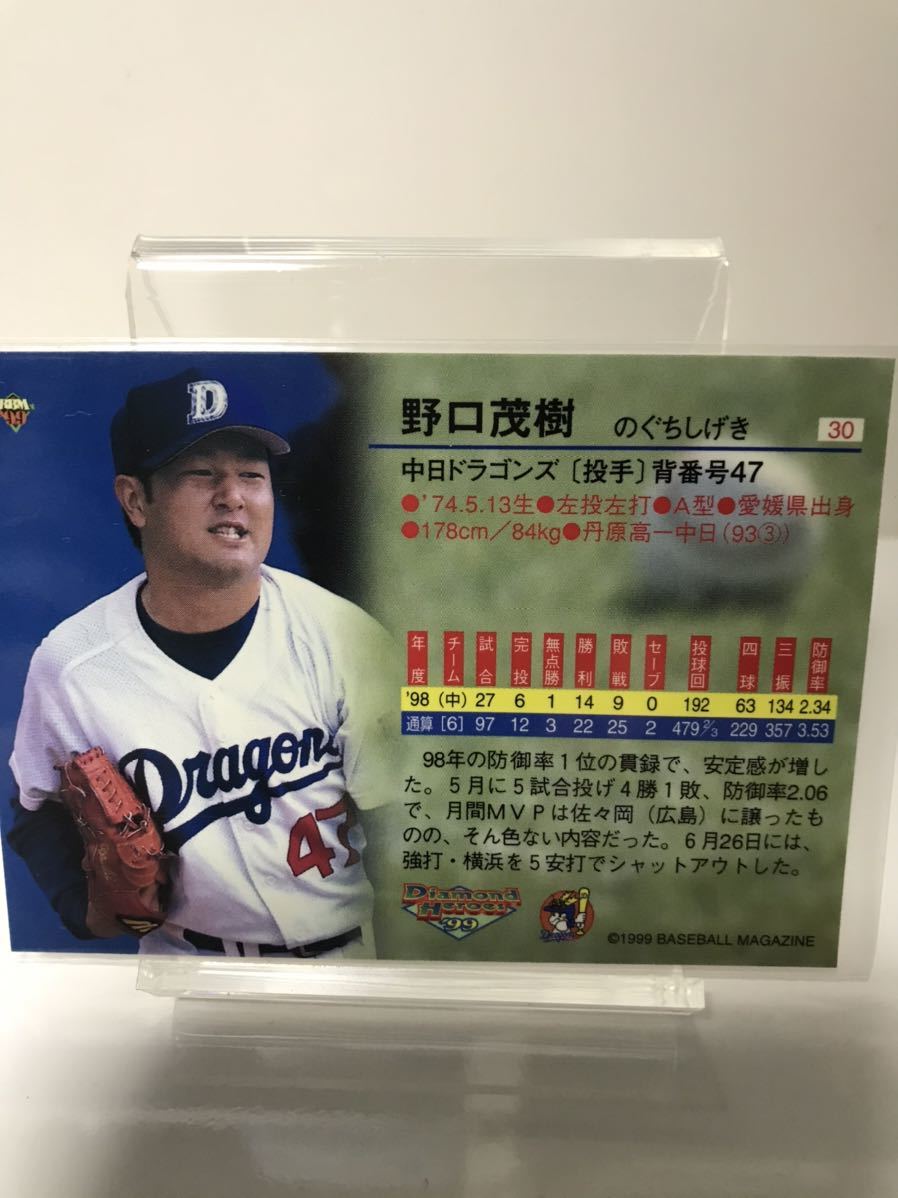 BBM
'99
野口茂樹 のぐちしげき 30
中日ドラゴンズ〔投手〕背番号47
●'74.5.13生●左投左打●A型●愛媛県出身
●178cm/84kg●丹原高ー中日(93③)
年度 チーム 試合 完投 無点勝 勝利 敗戦 セーブ 投球回 四球 三振 防御率
'98 (中) 27 6 1 14 9 0 192 63 134 2.34
通算 [6] 97 12 3 22 25 2 479 2/3 229 357 3.53
98年の防御率1位の貫録で、安定感が増し
た。5月に5試合投げ4勝1敗、防御率2.06
で、月間MVPは佐々岡(広島)に譲ったも
のの、そん色ない内容だった。6月26日には、
強打・横浜を5安打でシャットアウトした。
D
Dragons
47
Diamond
Heroes
'99
Dragons
©1999 BASEBALL MAGAZINE